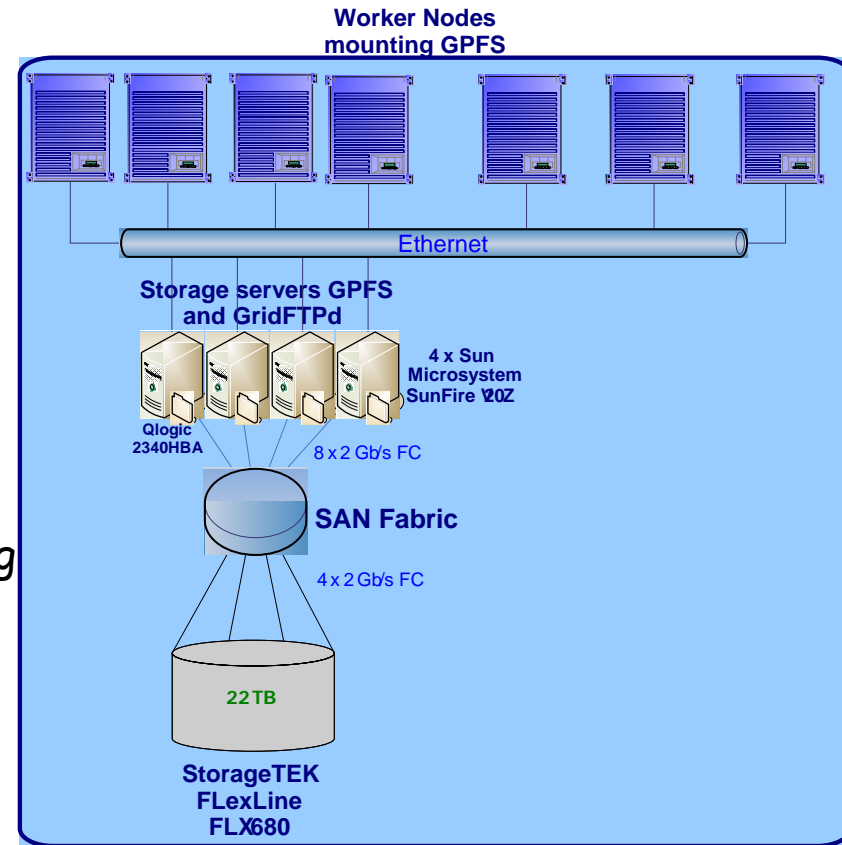 Worker Nodes
mounting GPFS
Ethernet
Storage servers GPFS
and GridFTPd
4 x Sun
Microsystem
SunFire V20Z
Qlogic
2340HBA
8 x 2 Gb/s FC
SAN Fabric
g
4 x 2 Gb/s FC
22 TB
StorageTEK
FLexLine
FLX680